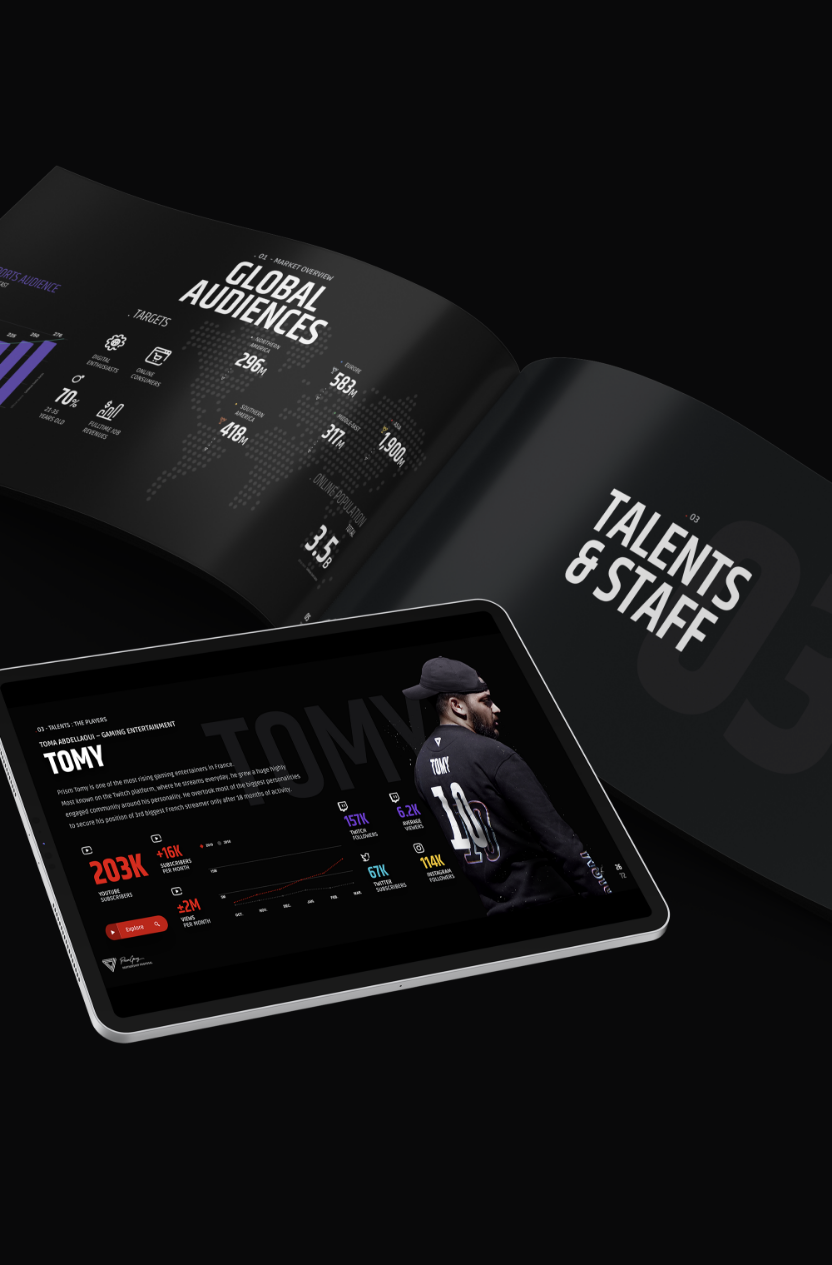 PORTS AUDIENCE
. TARGETS
DIGITAL
ENTHUSIASTS
ONLINE
CONSUMERS
70%
21-35
YEARS OLD
FULLTIME JOB
REVENUES
. 01 - MARKET OVERVIEW
GLOBAL
AUDIENCES
NORTHERN
AMERICA
296M
EUROPE
583M
SOUTHERN
AMERICA
418M
MIDDLE EAST
317M
ASIA
1,900M
ONLINE POPULATION
TOTAL
3.5B
. 03
TALENTS
& STAFF
03
03 - TALENTS : THE PLAYERS
TOMA ABDELLAOUI – GAMING ENTERTAINMENT
TOMY
TOMY
Prism Tomy is one of the most rising gaming entertainers in France.
Most known on the Twitch platform, where he streams everyday, he grew a huge highly
engaged community around his personality. He overtook most of the biggest personalities
to secure his position of 3rd biggest French streamer only after 18 months of activity.
203K
YOUTUBE
SUBSCRIBERS
+16K
SUBSCRIBERS
PER MONTH
±2M
VIEWS
PER MONTH
Explore
OCT.
NOV.
DEC.
JAN.
FEB.
MAR.
157K
TWITCH
FOLLOWERS
6.2K
AVERAGE
VIEWERS
67K
TWITTER
SUBSCRIBERS
114K
INSTAGRAM
FOLLOWERS
TOMY
10
26